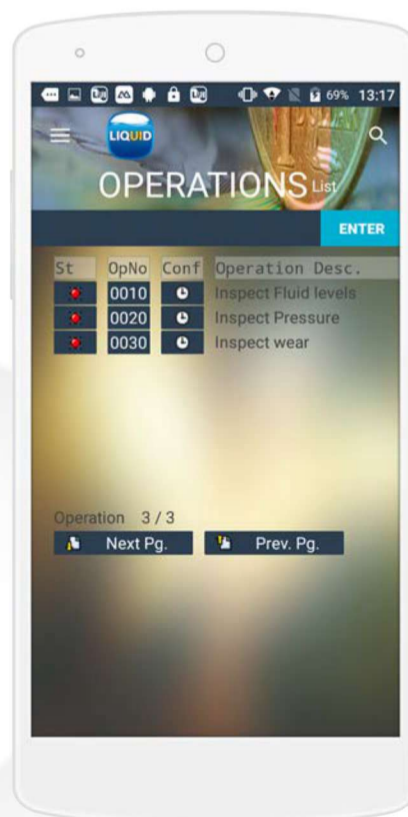 69% 13:17
LIQUID
OPERATIONS List
ENTER
St OpNo Conf Operation Desc.
0010 Inspect Fluid levels
0020 Inspect Pressure
0030 Inspect wear
Operation 3 / 3
Next Pg. Prev. Pg.